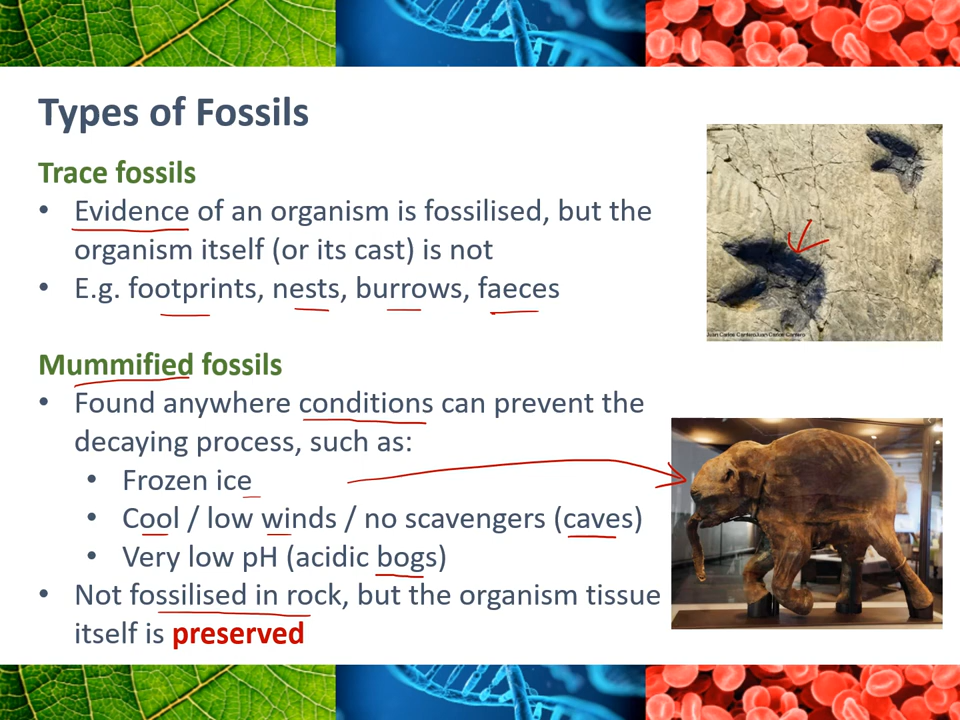 Types of Fossils
Trace fossils
• Evidence of an organism is fossilised, but the
organism itself (or its cast) is not
• E.g. footprints, nests, burrows, faeces
Mummified fossils
• Found anywhere conditions can prevent the
decaying process, such as:
• Frozen ice
• Cool / low winds / no scavengers (caves)
• Very low pH (acidic bogs)
• Not fossilised in rock, but the organism tissue
itself is preserved